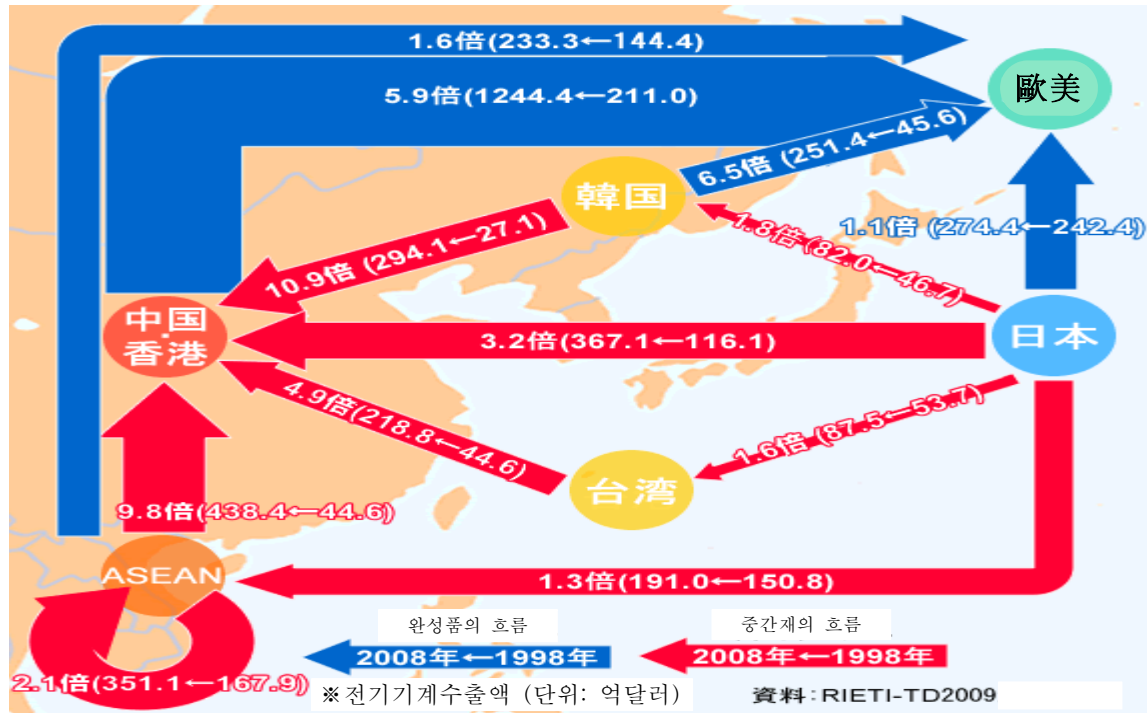 1.6倍(233.3←144.4)
5.9倍(1244.4←211.0)
歐美
6.5倍 (251.4←45.6)
韓国
1.8倍 (82.0←46.7)
1.1倍 (274.4←242.4)
10.9倍 (294.1←27.1)
中国・香港
3.2倍(367.1←116.1)
日本
4.9倍(218.8←44.6)
1.6倍 (87.5←53.7)
台湾
9.8倍(438.4←44.6)
ASEAN
1.3倍(191.0←150.8)
2.1倍(351.1←167.9)
완성품의 흐름
2008年←1998年
중간재의 흐름
2008年←1998年
※전기기계수출액 (단위: 억달러)
資料:RIETI-TD2009